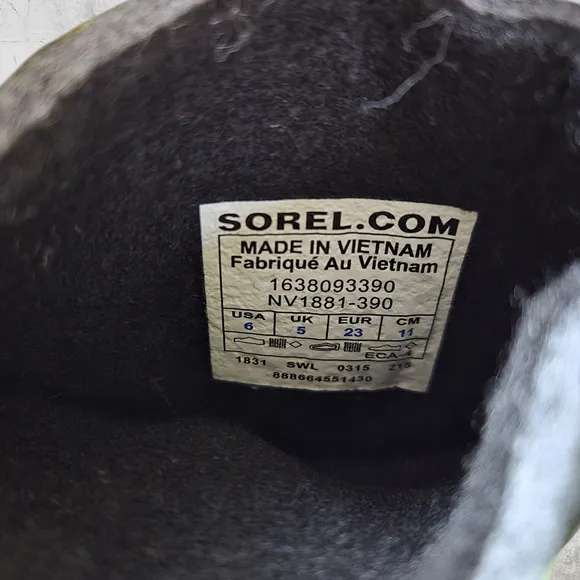 SOREL.COM
MADE IN VIETNAM
Fabriqué Au Vietnam
1638093390
NV1881-390
USA UK EUR CM
6 5 23 11
ECA-4
1831 SWL 0315 215
888664551430